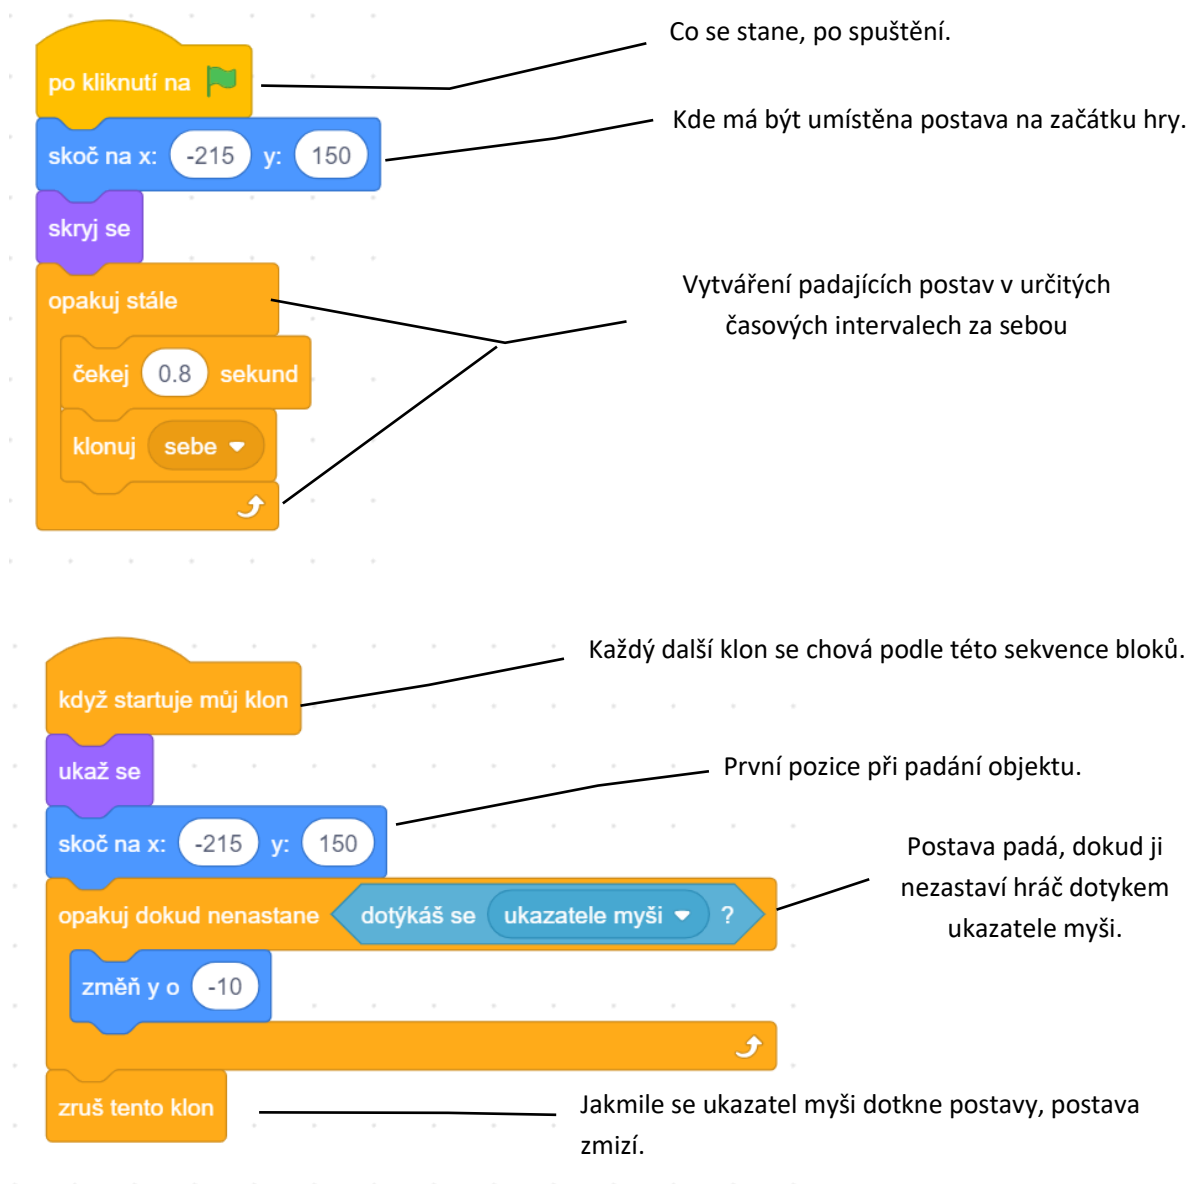 po kliknutí na
Co se stane, po spuštění.
skoč na x: -215 y: 150
Kde má být umístěna postava na začátku hry.
skryj se
opakuj stále
Vytváření padajících postav v určitých
časových intervalech za sebou
čekej 0.8 sekund
klonuj sebe
když startuje můj klon
Každý další klon se chová podle této sekvence bloků.
ukaž se
První pozice při padání objektu.
skoč na x: -215 y: 150
opakuj dokud nenastane dotýkáš se ukazatele myši ?
Postava padá, dokud ji
nezastaví hráč dotykem
ukazatele myši.
změň y o -10
zruš tento klon
Jakmile se ukazatel myši dotkne postavy, postava
zmizí.